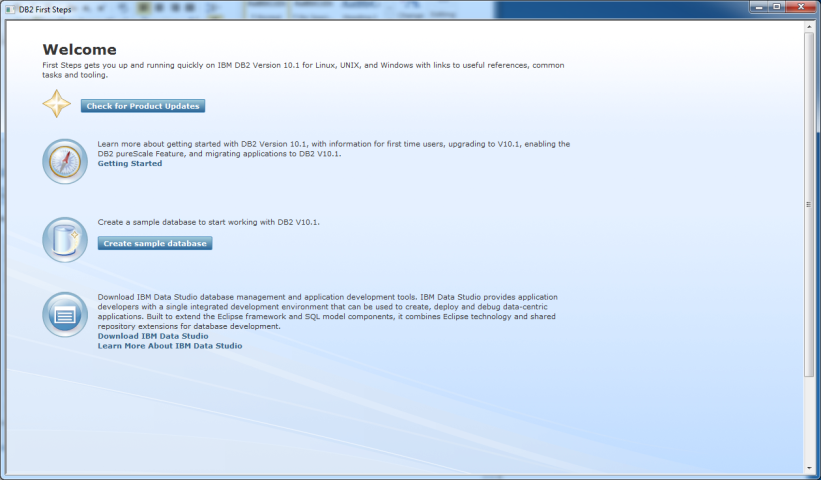 DB2 First Steps
Welcome
First Steps gets you up and running quickly on IBM DB2 Version 10.1 for Linux, UNIX, and Windows with links to useful references, common
tasks and tooling.
Check for Product Updates
Learn more about getting started with DB2 Version 10.1, with information for first time users, upgrading to V10.1, enabling the
DB2 pureScale Feature, and migrating applications to DB2 V10.1.
Getting Started
Create a sample database to start working with DB2 V10.1.
Create sample database
Download IBM Data Studio database management and application development tools. IBM Data Studio provides application
developers with a single integrated development environment that can be used to create, deploy and debug data-centric
applications. Built to extend the Eclipse framework and SQL model components, it combines Eclipse technology and shared
repository extensions for database development.
Download IBM Data Studio
Learn More About IBM Data Studio